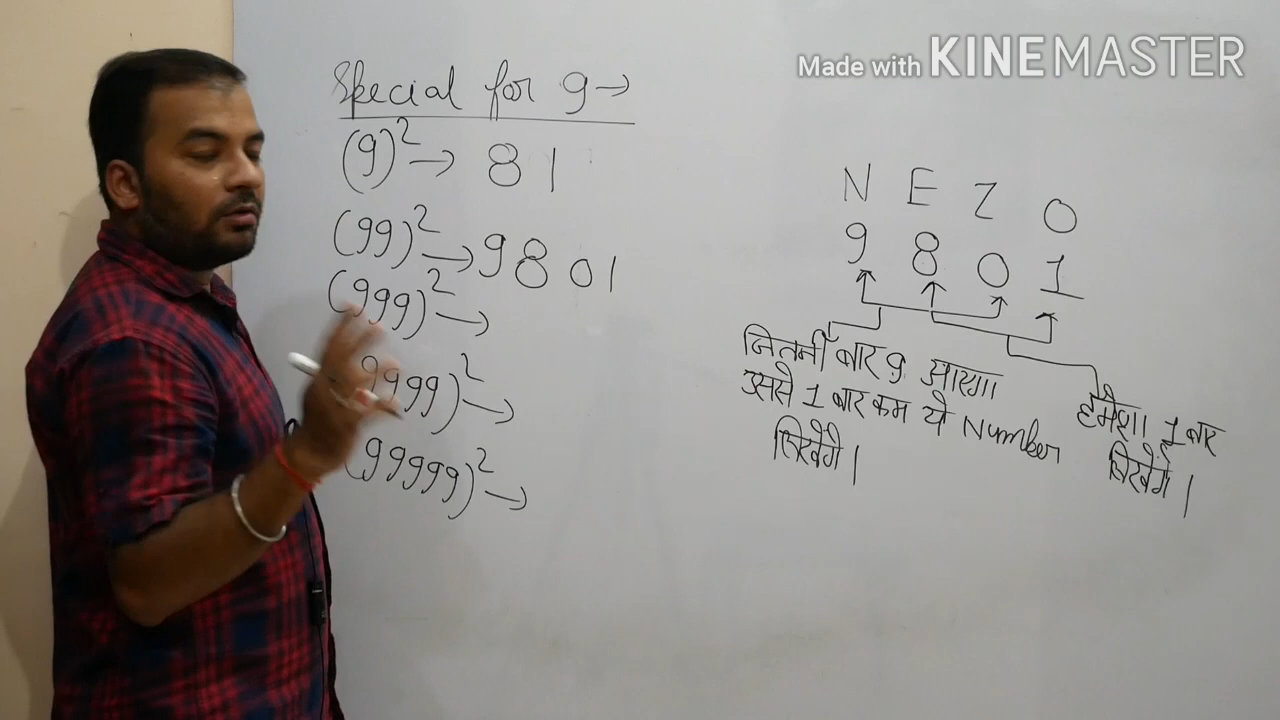 Made with KINEMASTER
Special for 9→
(9)²→ 81
(99)²→9801
(999)²→
9999)²→
(99999)²→
N E Z O
9 8 0 1
जितनी बार 9 आएगा
उससे 1 बार कम ये Number
लिखेंगे।
हमेशा 1 बार
लिखेंगे।